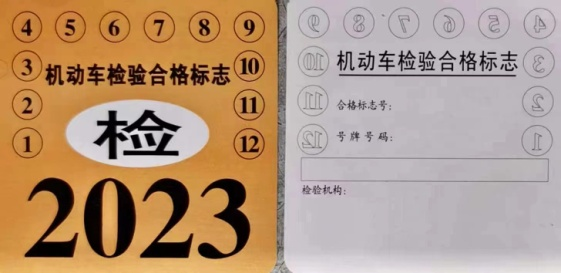 4 5 6 7 8 9
3 机动车检验合格标志 10
2 11
检
1 12
2023
9 8 7 6 5 4
10 机动车检验合格标志 3
11 合格标志号: 2
12 号牌号码: 1
检验机构: